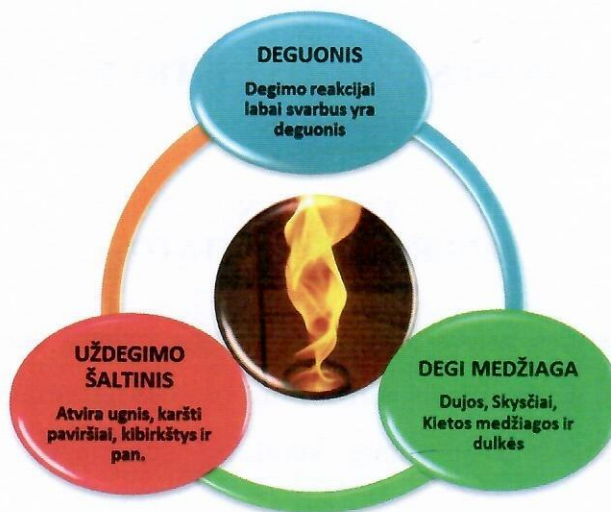 DEGUONIS
Degimo reakcijai
labai svarbus yra
deguonis
UŽDEGIMO
ŠALTINIS
Atvira ugnis, karšti
paviršiai, kibirkštys ir
pan.
DEGI MEDŽIAGA
Dujos, Skysčiai,
Kietos medžiagos ir
dulkės